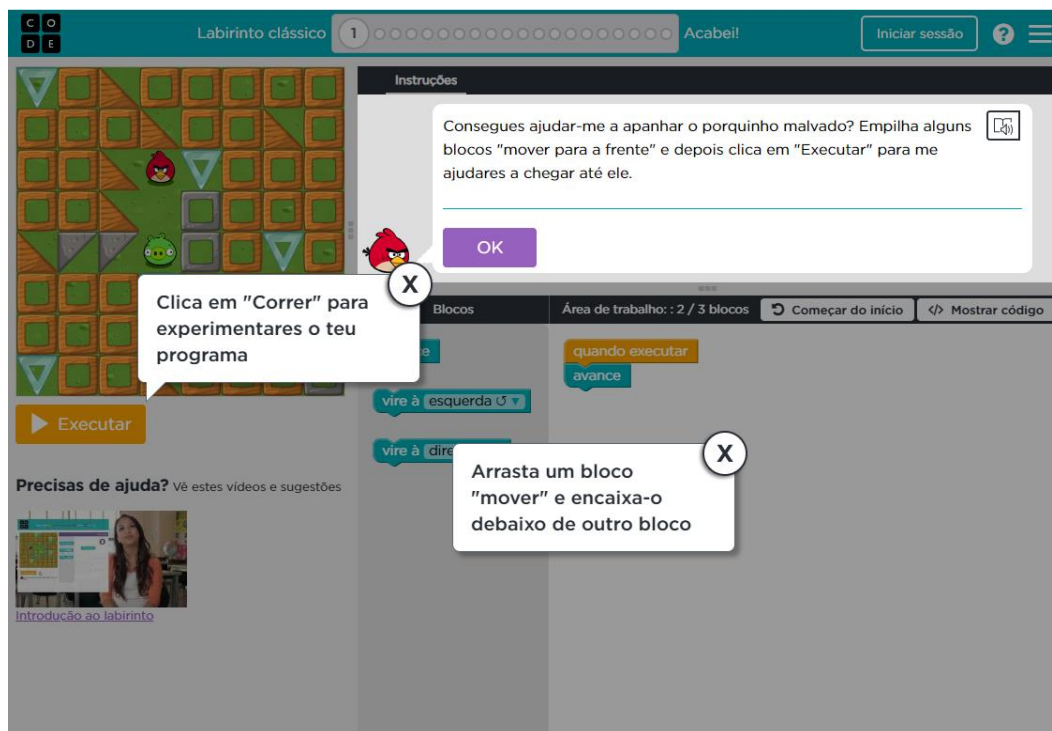 C O
D E
Labirinto clássico 1 Acabei!
Iniciar sessão ?
Instruções
Consegues ajudar-me a apanhar o porquinho malvado? Empilha alguns
blocos "mover para a frente" e depois clica em "Executar" para me
ajudares a chegar até ele.
OK
X
Clica em "Correr" para
experimentares o teu
programa
Blocos
Área de trabalho: : 2 / 3 blocos
Começar do início
</> Mostrar código
quando executar
avance
vire à esquerda
vire à
Executar
X
Arrasta um bloco
"mover" e encaixa-o
debaixo de outro bloco
Precisas de ajuda? Vê estes vídeos e sugestões
Introdução ao labirinto